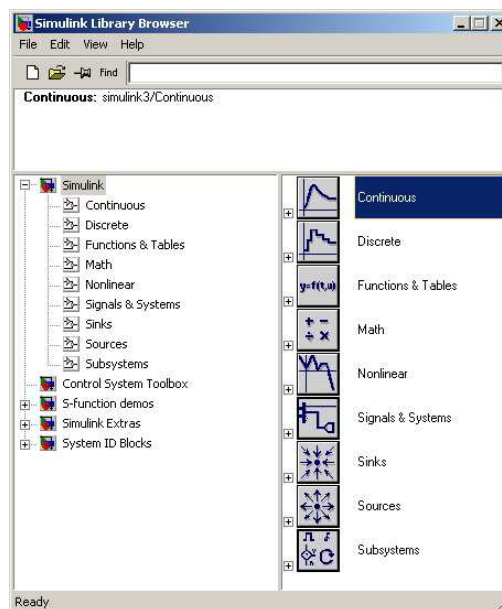 Simulink Library Browser
File Edit View Help
Find
Continuous: simulink3/Continuous
Simulink
Continuous
Discrete
Functions & Tables
Math
Nonlinear
Signals & Systems
Sinks
Sources
Subsystems
Control System Toolbox
S-function demos
Simulink Extras
System ID Blocks
Continuous
Discrete
y=f(t,u)
Functions & Tables
Math
Nonlinear
Signals & Systems
Sinks
Sources
Subsystems
Ready